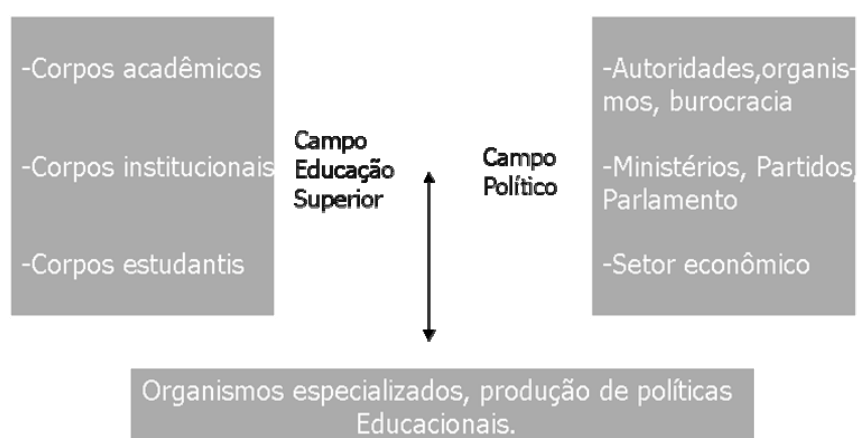 -Corpos acadêmicos
-Corpos institucionais
-Corpos estudantis
Campo
Educação
Superior
Campo
Político
-Autoridades,organis-
mos, burocracia
-Ministérios, Partidos,
Parlamento
-Setor econômico
Organismos especializados, produção de políticas
Educacionais.